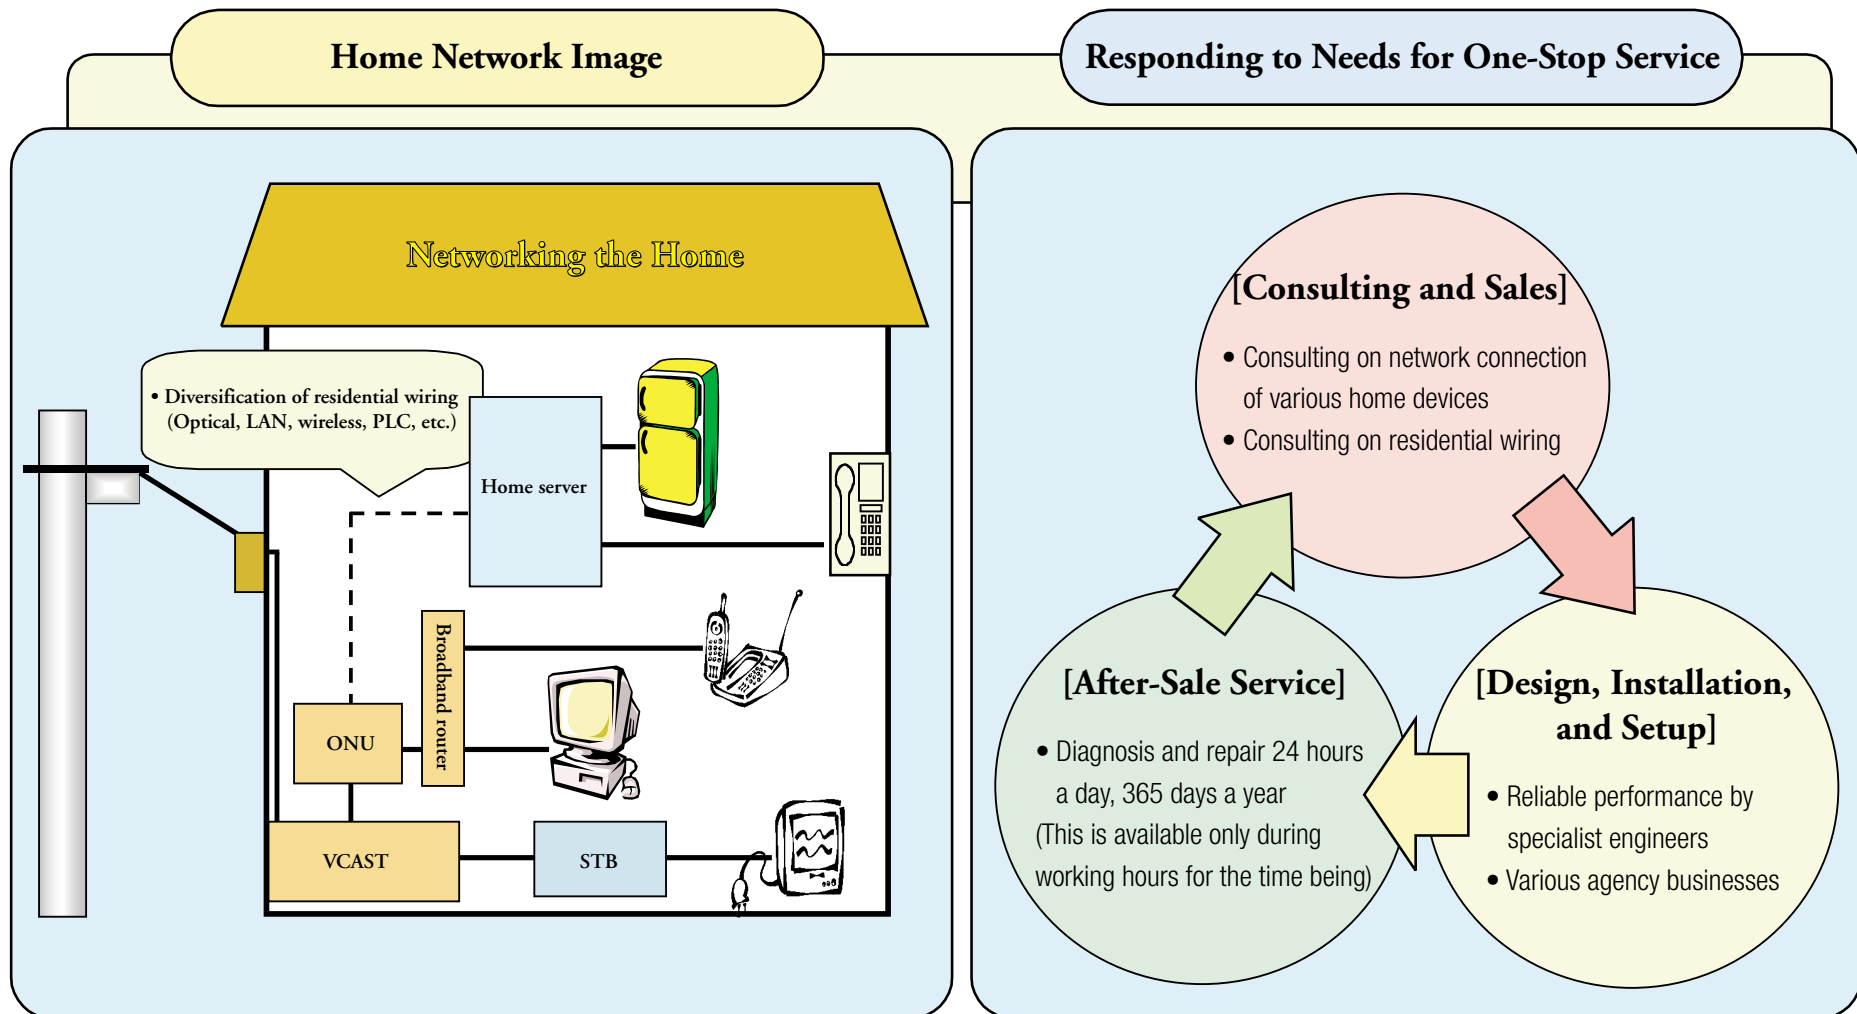 Home Network Image
Responding to Needs for One-Stop Service
Networking the Home
• Diversification of residential wiring
(Optical, LAN, wireless, PLC, etc.)
Home server
Broadband router
ONU
VCAST
STB
[Consulting and Sales]
• Consulting on network connection
of various home devices
• Consulting on residential wiring
[After-Sale Service]
• Diagnosis and repair 24 hours
a day, 365 days a year
(This is available only during
working hours for the time being)
[Design, Installation,
and Setup]
• Reliable performance by
specialist engineers
• Various agency businesses